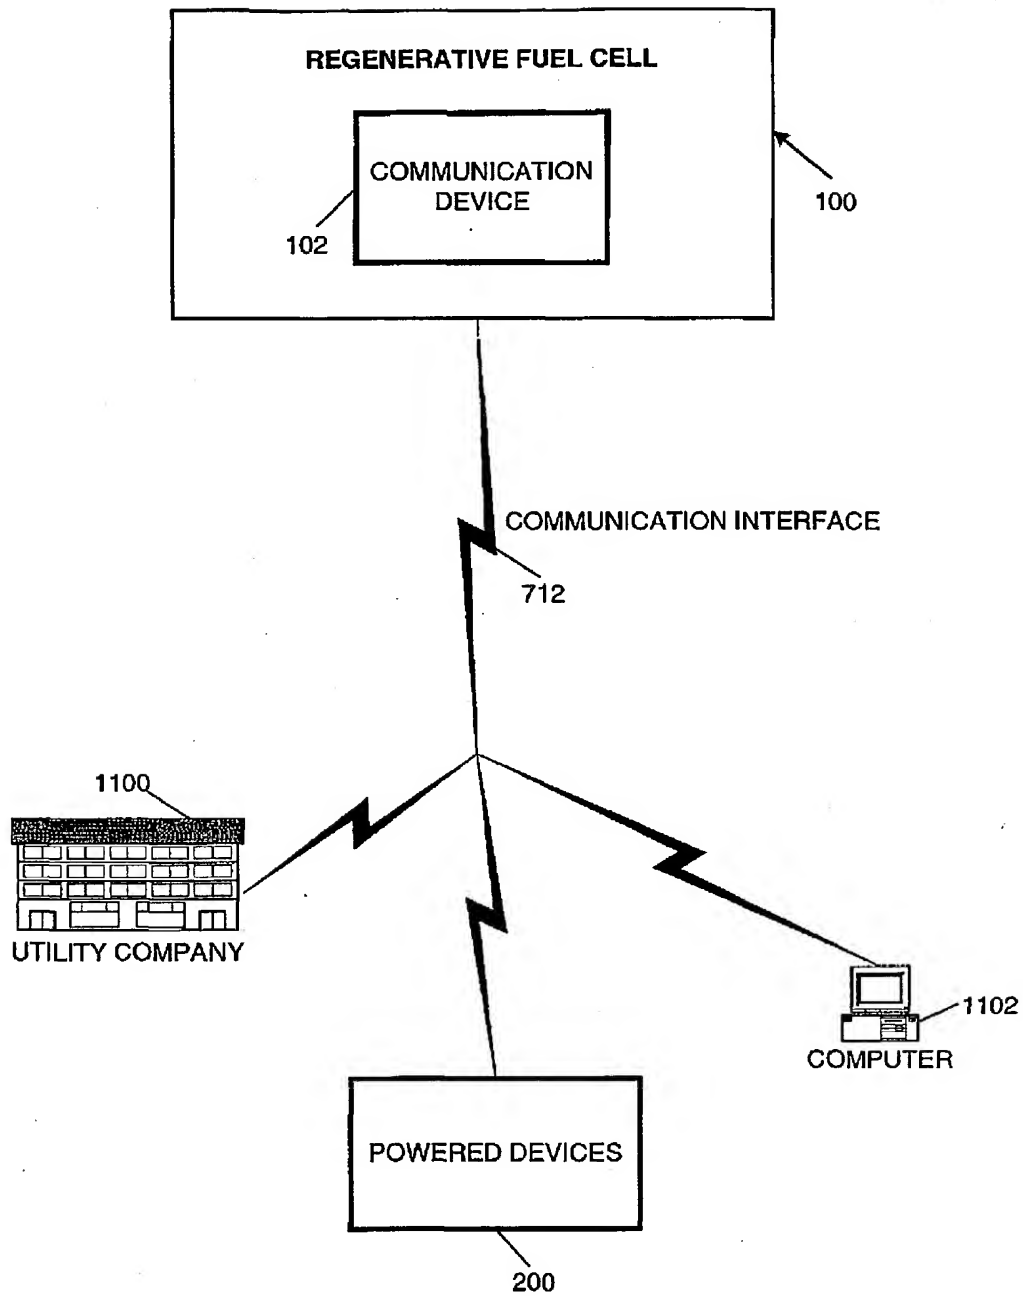 REGENERATIVE FUEL CELL
COMMUNICATION
DEVICE
100
102
COMMUNICATION INTERFACE
712
1100
UTILITY COMPANY
1102
COMPUTER
POWERED DEVICES
200